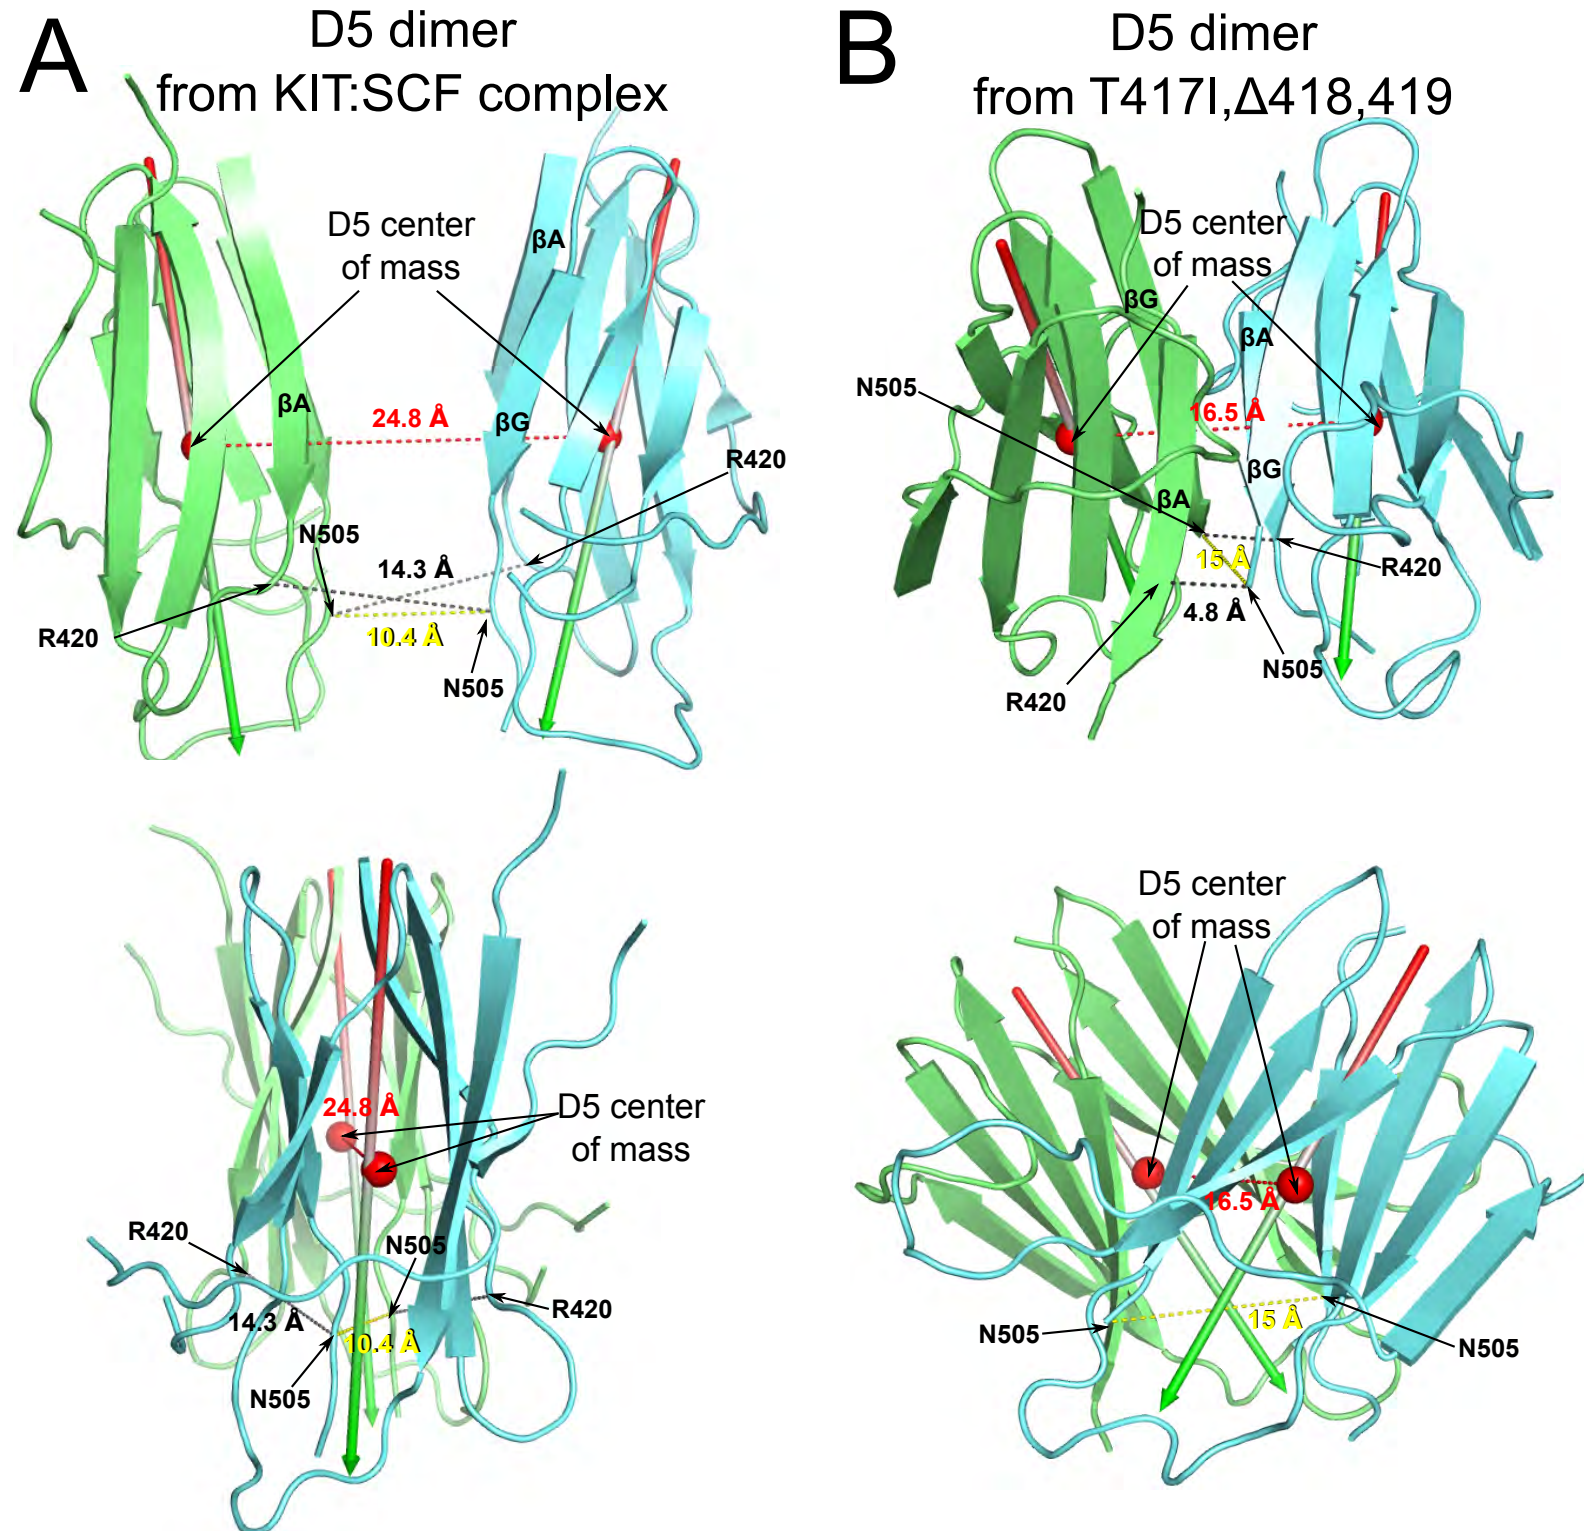 A
D5 dimer
from KIT:SCF complex
D5 center
of mass
βA
βA
24.8 Å
βG
R420
N505
14.3 Å
R420
10.4 Å
N505
R420
24.8 Å
D5 center
of mass
N505
14.3 Å
10.4 Å
R420
N505
B
D5 dimer
from T417I,Δ418,419
D5 center
of mass
βG
βA
N505
16.5 Å
βG
βA
15 Å
R420
4.8 Å
N505
R420
D5 center
of mass
16.5 Å
15 Å
N505
N505